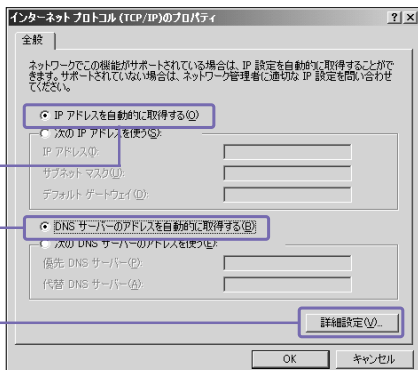 インターネット プロトコル (TCP/IP)のプロパティ
全般
ネットワークでこの機能がサポートされている場合は、IP 設定を自動的に取得することがで
きます。サポートされていない場合は、ネットワーク管理者に適切な IP 設定を問い合わせ
てください。
IP アドレスを自動的に取得する(O)
次の IP アドレスを使う(S):
IP アドレス(I):
サブネット マスク(U):
デフォルト ゲートウェイ(D):
DNS サーバーのアドレスを自動的に取得する(B)
次の DNS サーバーのアドレスを使う(E):
優先 DNS サーバー(P):
代替 DNS サーバー(A):
詳細設定(V)...
OK キャンセル